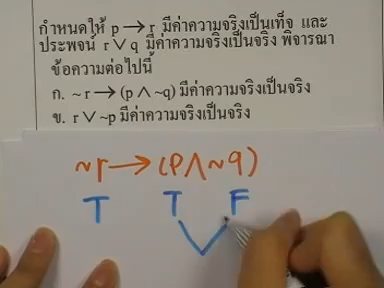 กำหนดให้ p → r มีค่าความจริงเป็นเท็จ และ
ประพจน์ r ∨ q มีค่าความจริงเป็นจริง พิจารณา
ข้อความต่อไปนี้
ก. ~ r → (p ∧ ~q) มีค่าความจริงเป็นจริง
ข. r ∨ ~p มีค่าความจริงเป็นจริง
~r → (p ∧ ~q)
T T F